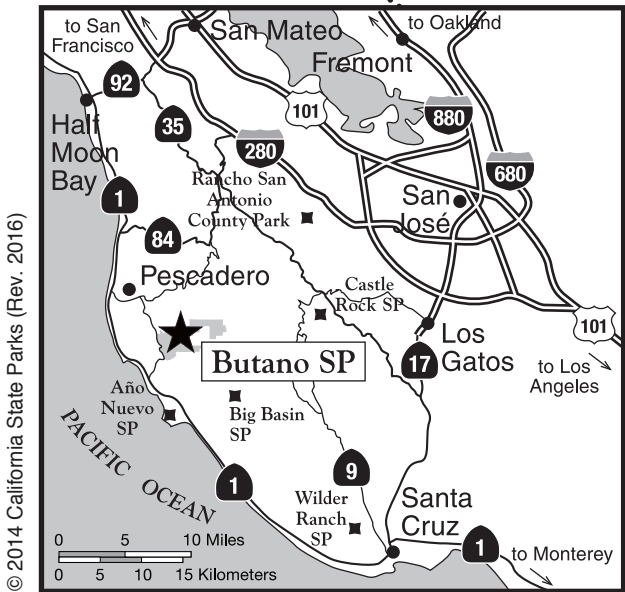 to San
Francisco
San Mateo
to Oakland
Fremont
92
101
880
35
280
680
Half
Moon
Bay
Rancho San
Antonio
County Park
San
José
1
84
Pescadero
Castle
Rock SP
101
Los
Gatos
17
to Los
Angeles
Butano SP
Año
Nuevo
SP
Big Basin
SP
PACIFIC OCEAN
1
9
Wilder
Ranch
SP
Santa
Cruz
1
to Monterey
0 5 10 Miles
0 5 10 15 Kilometers
© 2014 California State Parks (Rev. 2016)